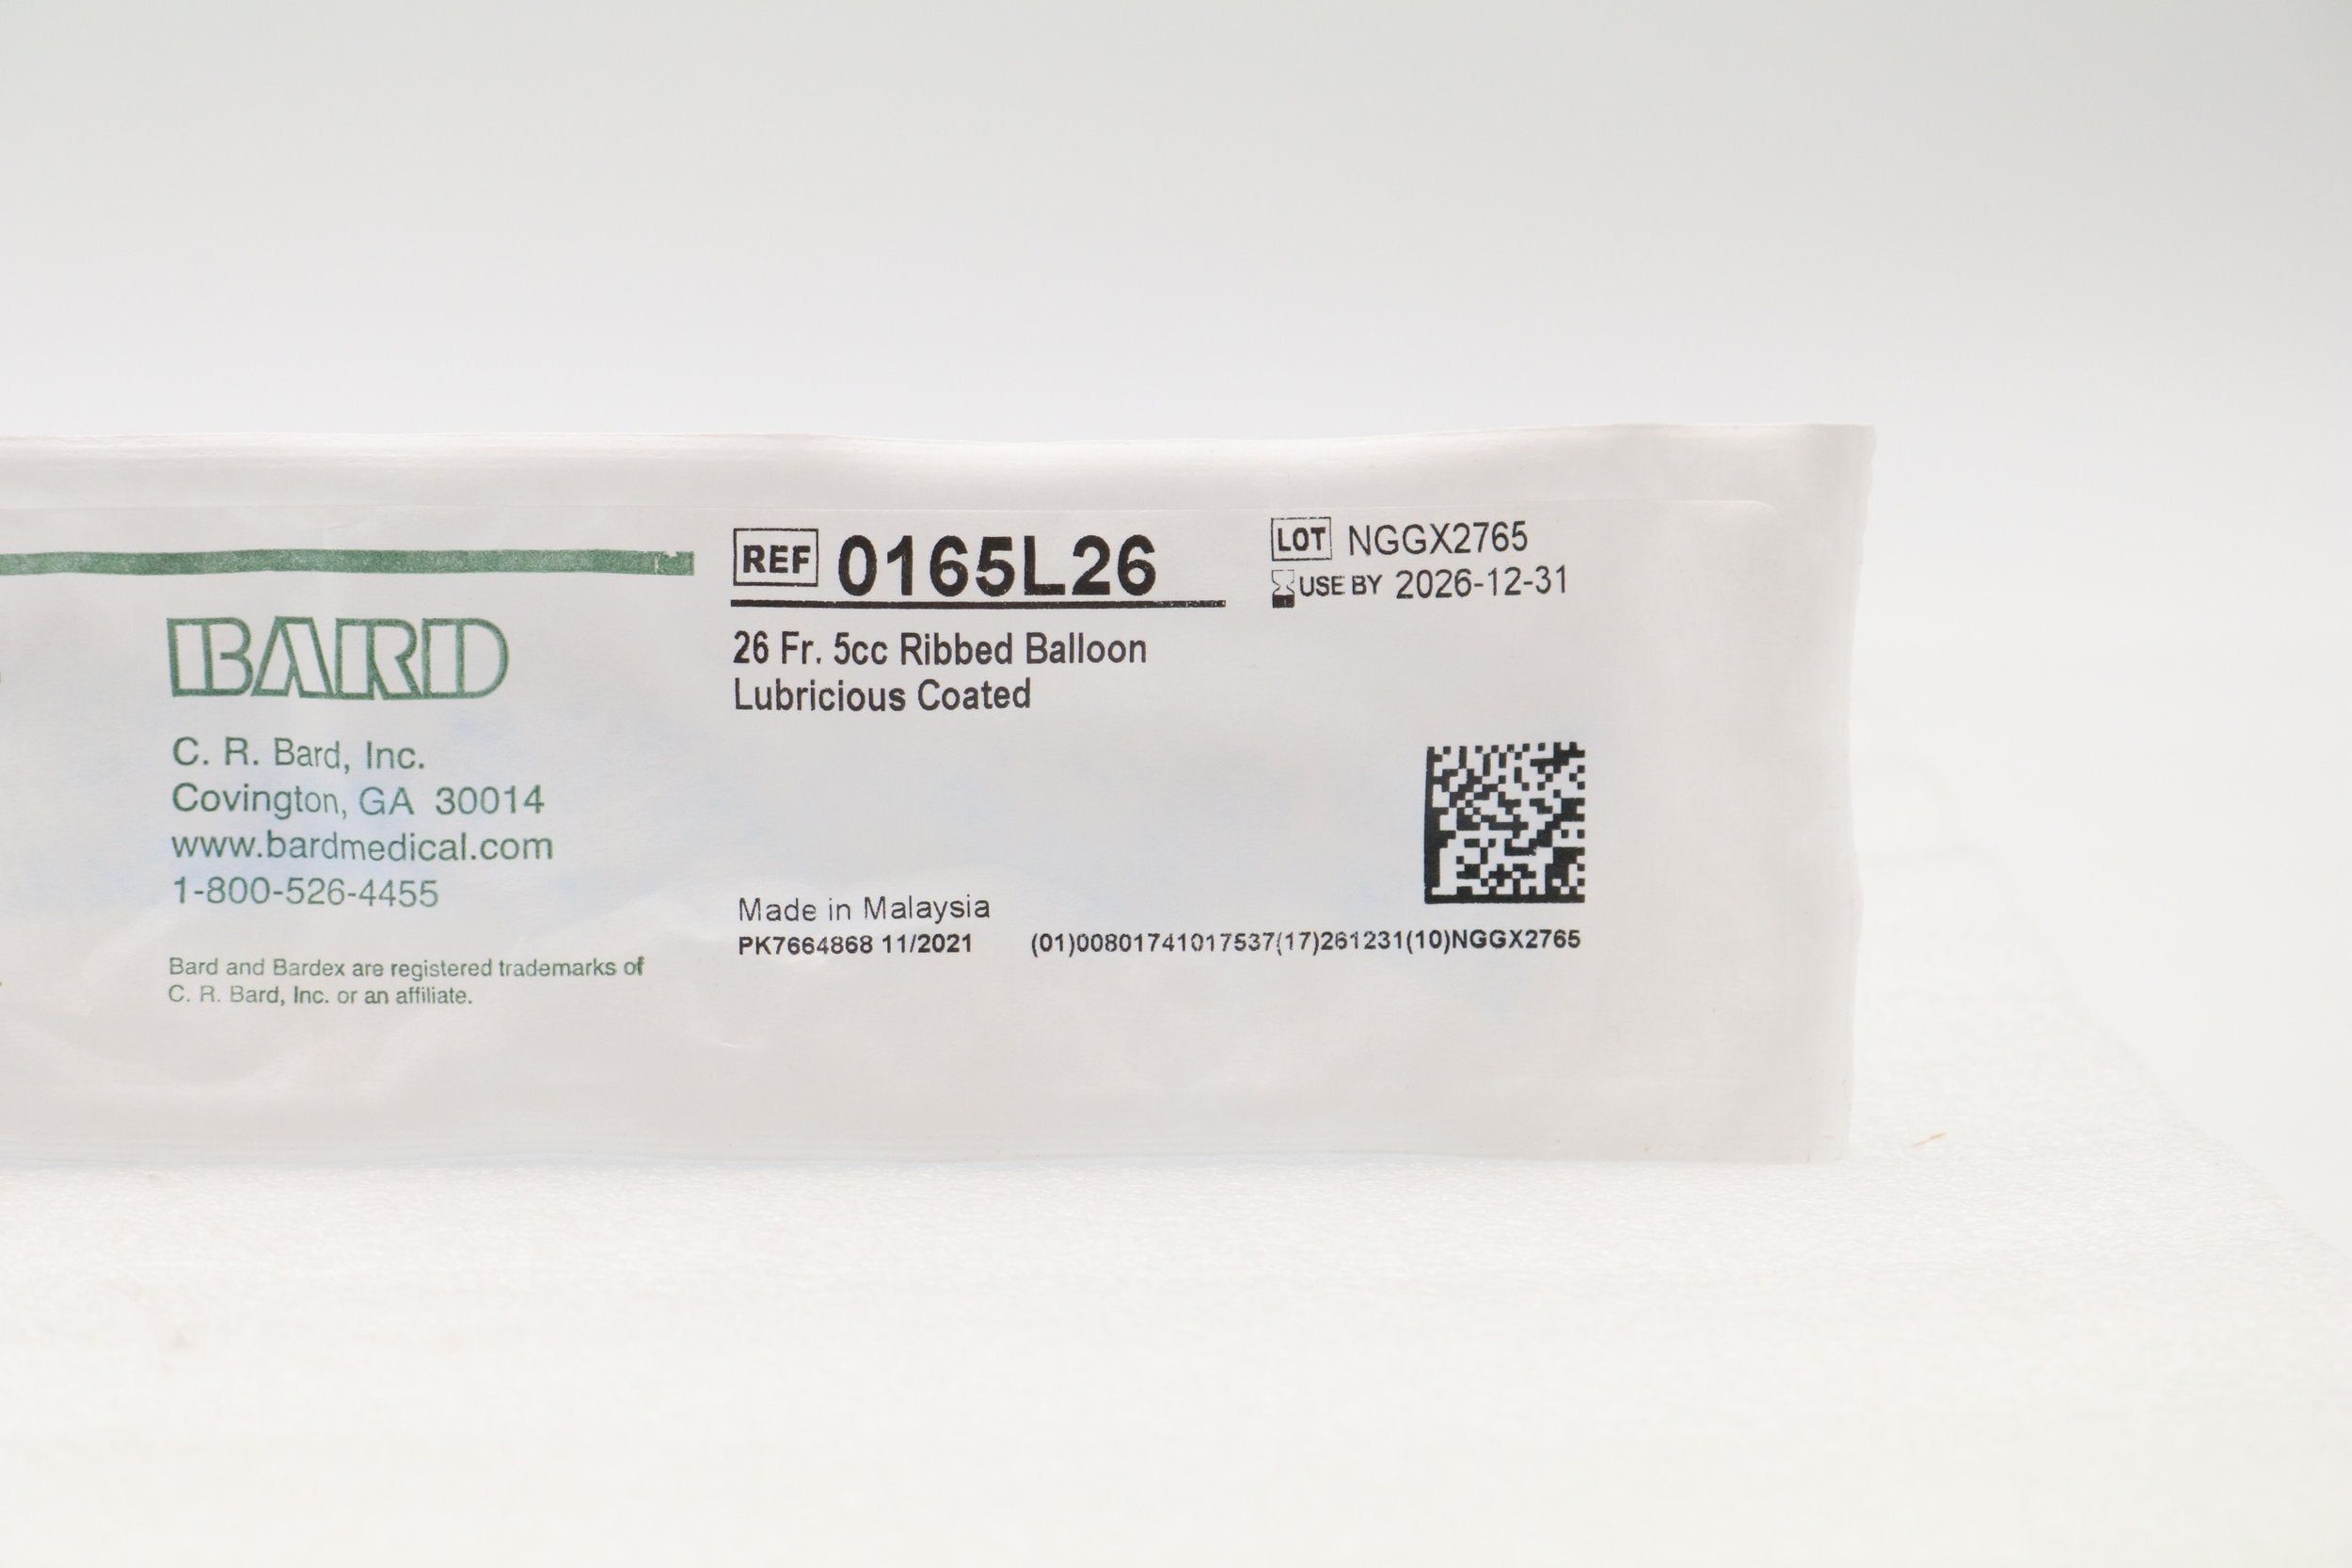 BARD
C. R. Bard, Inc.
Covington, GA 30014
www.bardmedical.com
1-800-526-4455
Bard and Bardex are registered trademarks of
C. R. Bard, Inc. or an affiliate.
REF 0165L26
26 Fr. 5cc Ribbed Balloon
Lubricious Coated
LOT NGGX2765
USE BY 2026-12-31
Made in Malaysia
PK7664868 11/2021
(01)00801741017537(17)261231(10)NGGX2765